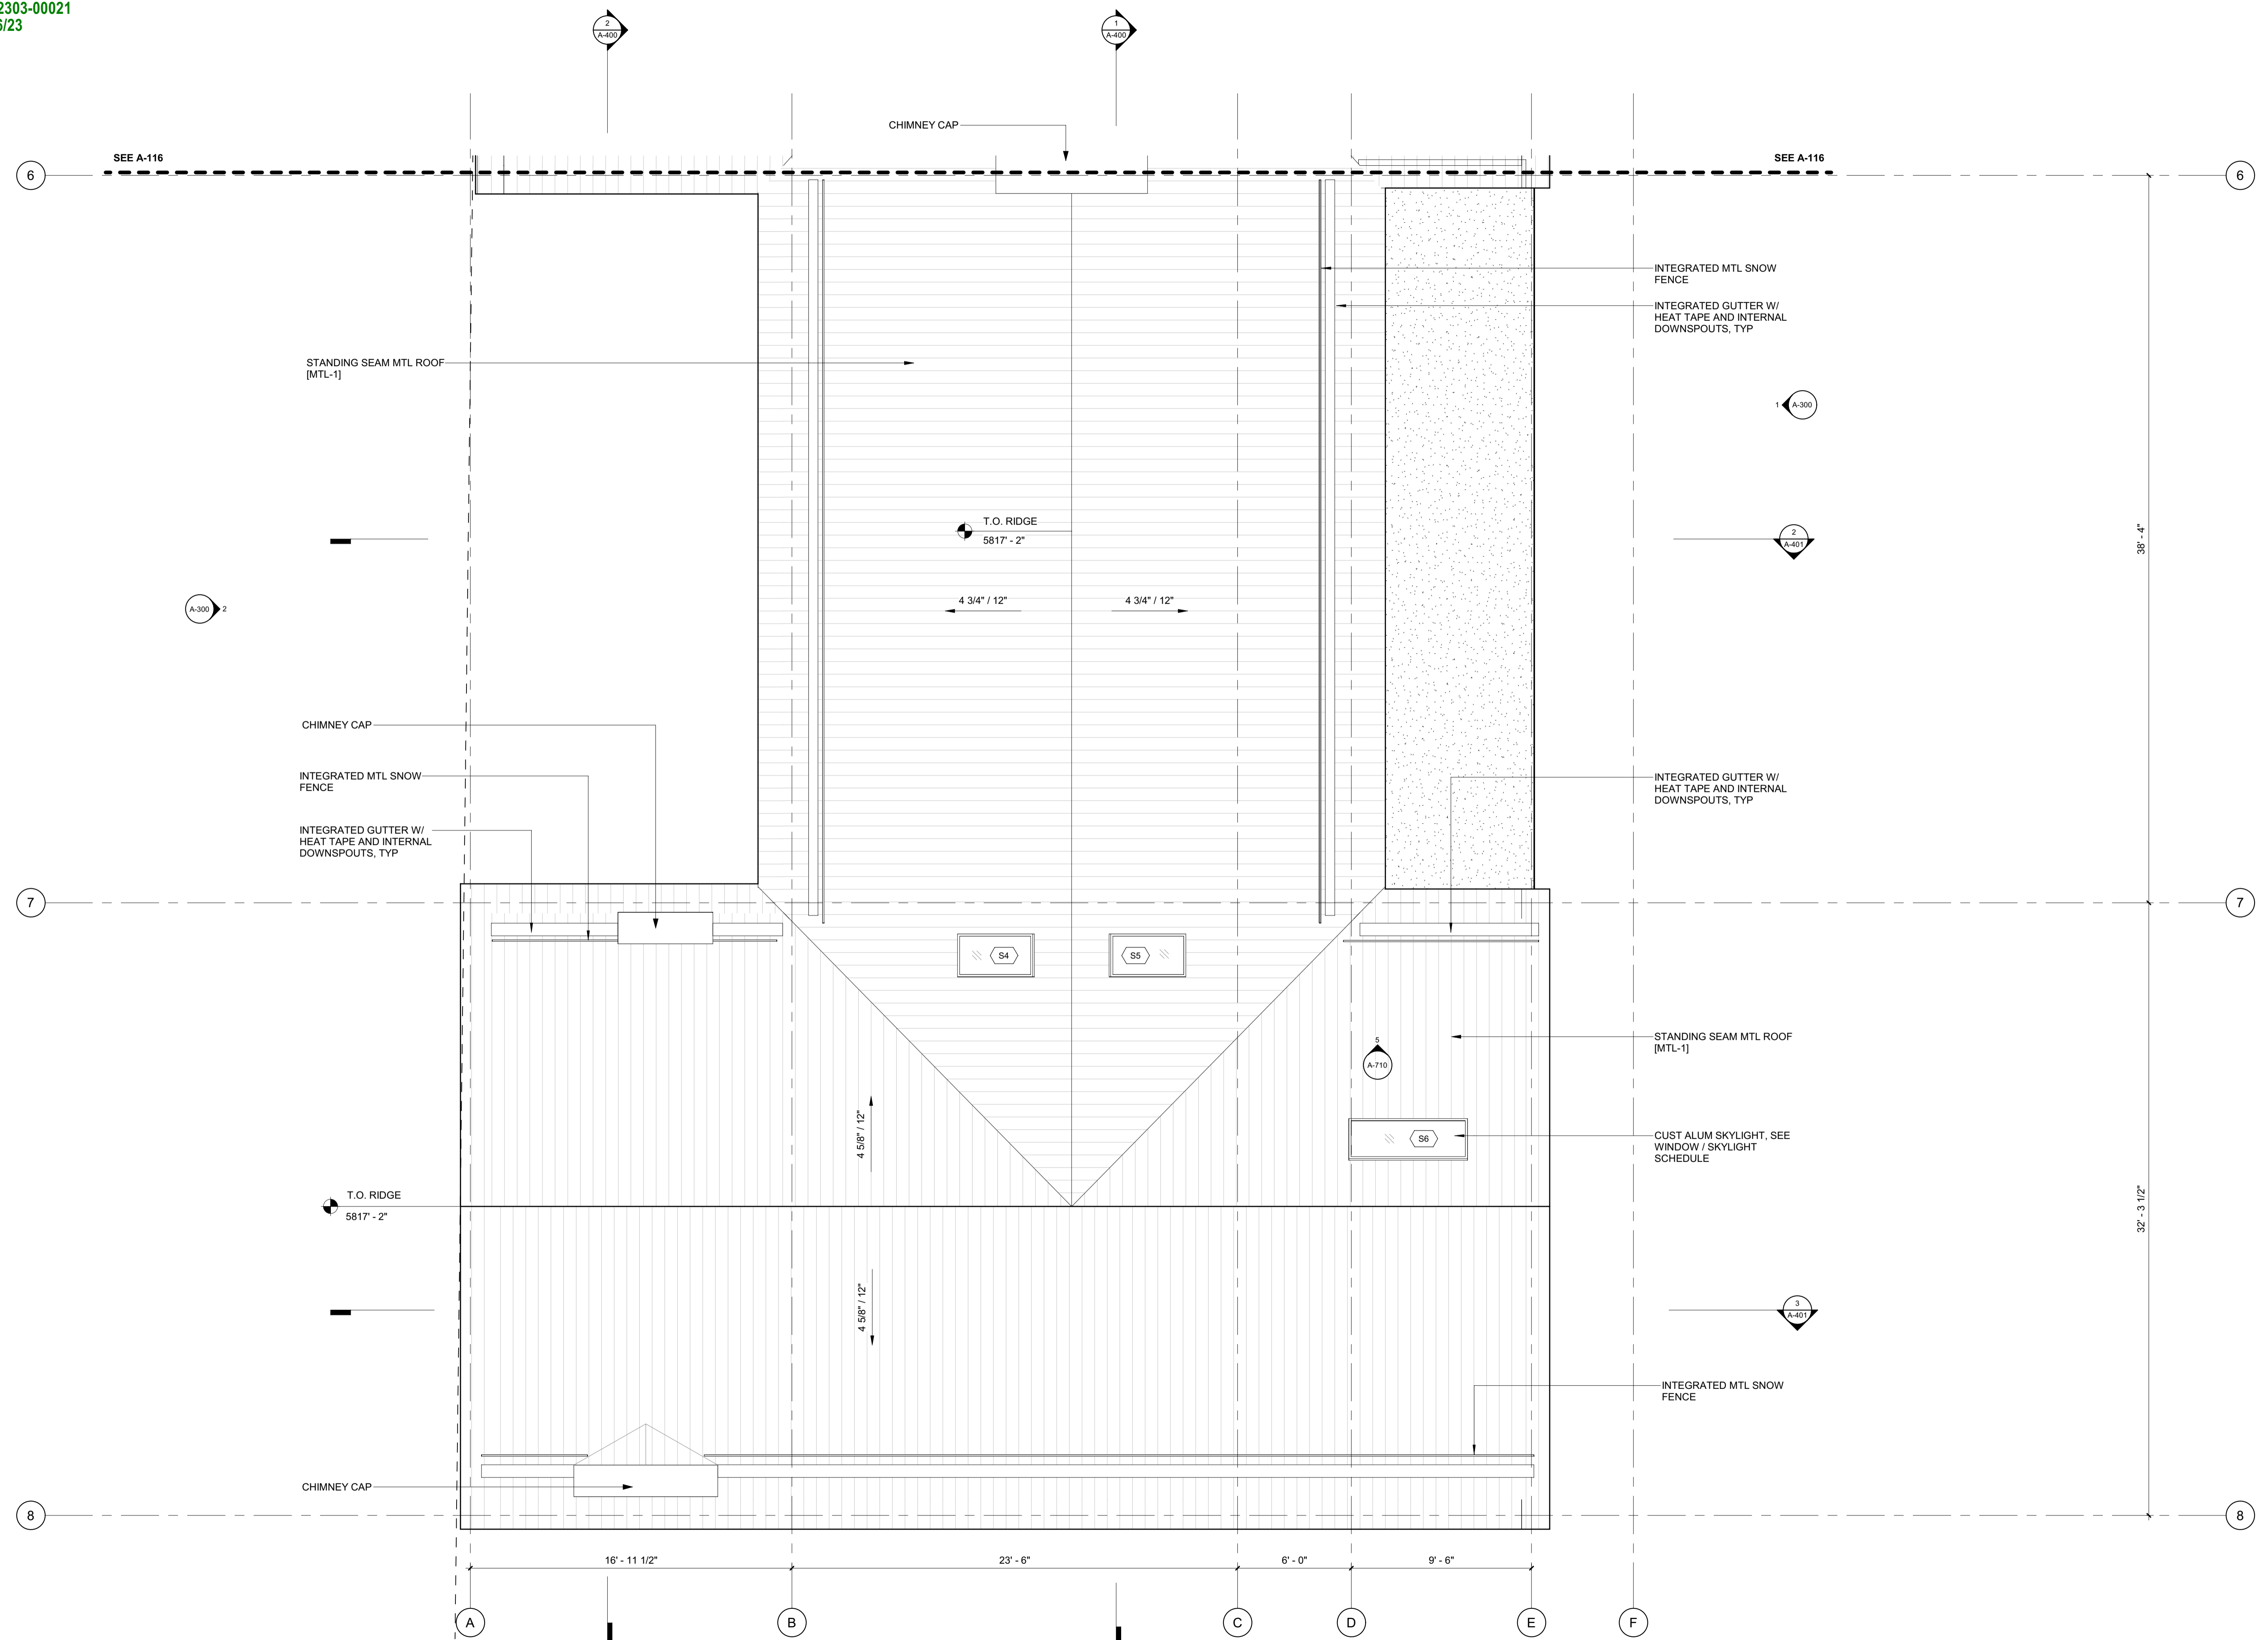 2303-00021
6/23
2
A-400
1
A-400
CHIMNEY CAP
SEE A-116
SEE A-116
6
6
INTEGRATED MTL SNOW
FENCE
INTEGRATED GUTTER W/
HEAT TAPE AND INTERNAL
DOWNSPOUTS, TYP
STANDING SEAM MTL ROOF
[MTL-1]
1
A-300
T.O. RIDGE
5817' - 2"
2
A-401
38' - 4"
4 3/4" / 12"
4 3/4" / 12"
A-300
2
CHIMNEY CAP
INTEGRATED MTL SNOW
FENCE
INTEGRATED GUTTER W/
HEAT TAPE AND INTERNAL
DOWNSPOUTS, TYP
INTEGRATED GUTTER W/
HEAT TAPE AND INTERNAL
DOWNSPOUTS, TYP
7
7
S4
S5
STANDING SEAM MTL ROOF
[MTL-1]
5
A-710
4 5/8" / 12"
S6
CUST ALUM SKYLIGHT, SEE
WINDOW / SKYLIGHT
SCHEDULE
T.O. RIDGE
5817' - 2"
32' - 3 1/2"
4 5/8" / 12"
3
A-401
INTEGRATED MTL SNOW
FENCE
CHIMNEY CAP
8
8
16' - 11 1/2"
23' - 6"
6' - 0"
9' - 6"
A
B
C
D
E
F